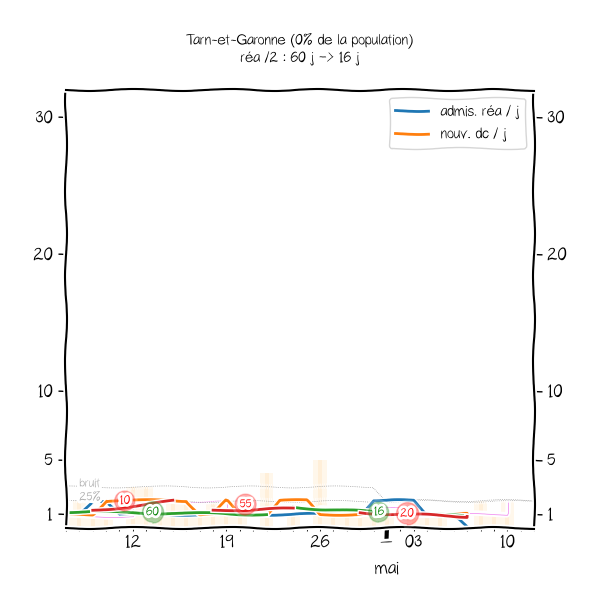 Tarn-et-Garonne (0% de la population)
réa /2 : 60 j -> 16 j
admis. réa / j
nouv. dc / j
30 30
20 20
10 10
5 5
1 1
bruit
25%
10 60 55 16 20
12 19 26 03 10
mai